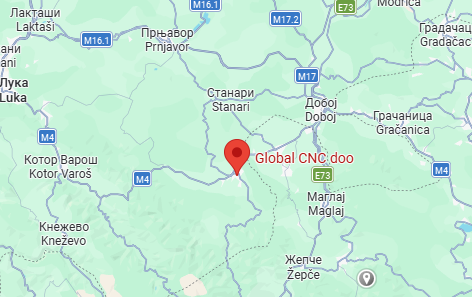 Лакташи
Laktaši
M16.1
Прњавор
Prnjavor
M16.1
M17.2
E73
Modriča
Градачац
Gradačac
M17
Станари
Stanari
Лука
Luka
Добој
Doboj
Грачаница
Gračanica
M4
Котор Варош
Kotor Varoš
M4
Global CNC doo
E73
Маглај
Maglaj
Кнежево
Kneževo
Жепче
Žepče